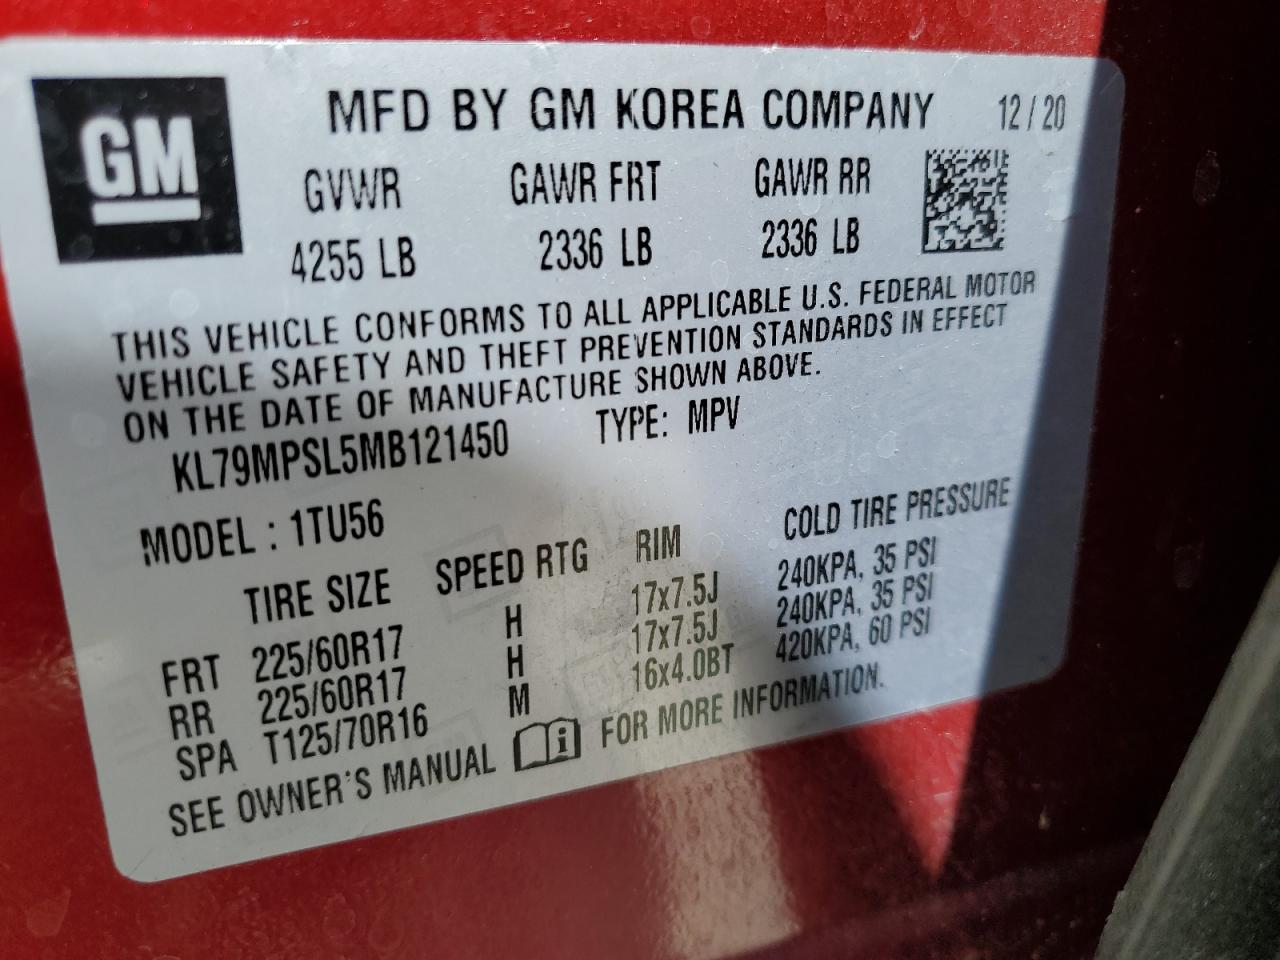 GM
MFD BY GM KOREA COMPANY 12/20
GVWR GAWR FRT GAWR RR
4255 LB 2336 LB 2336 LB
THIS VEHICLE CONFORMS TO ALL APPLICABLE U.S. FEDERAL MOTOR
VEHICLE SAFETY AND THEFT PREVENTION STANDARDS IN EFFECT
ON THE DATE OF MANUFACTURE SHOWN ABOVE.
KL79MPSL5MB121450 TYPE: MPV
MODEL : 1TU56
TIRE SIZE SPEED RTG RIM COLD TIRE PRESSURE
FRT 225/60R17 H 17x7.5J 240KPA, 35 PSI
RR 225/60R17 H 17x7.5J 240KPA, 35 PSI
SPA T125/70R16 M 16x4.0BT 420KPA, 60 PSI
SEE OWNER'S MANUAL i FOR MORE INFORMATION.